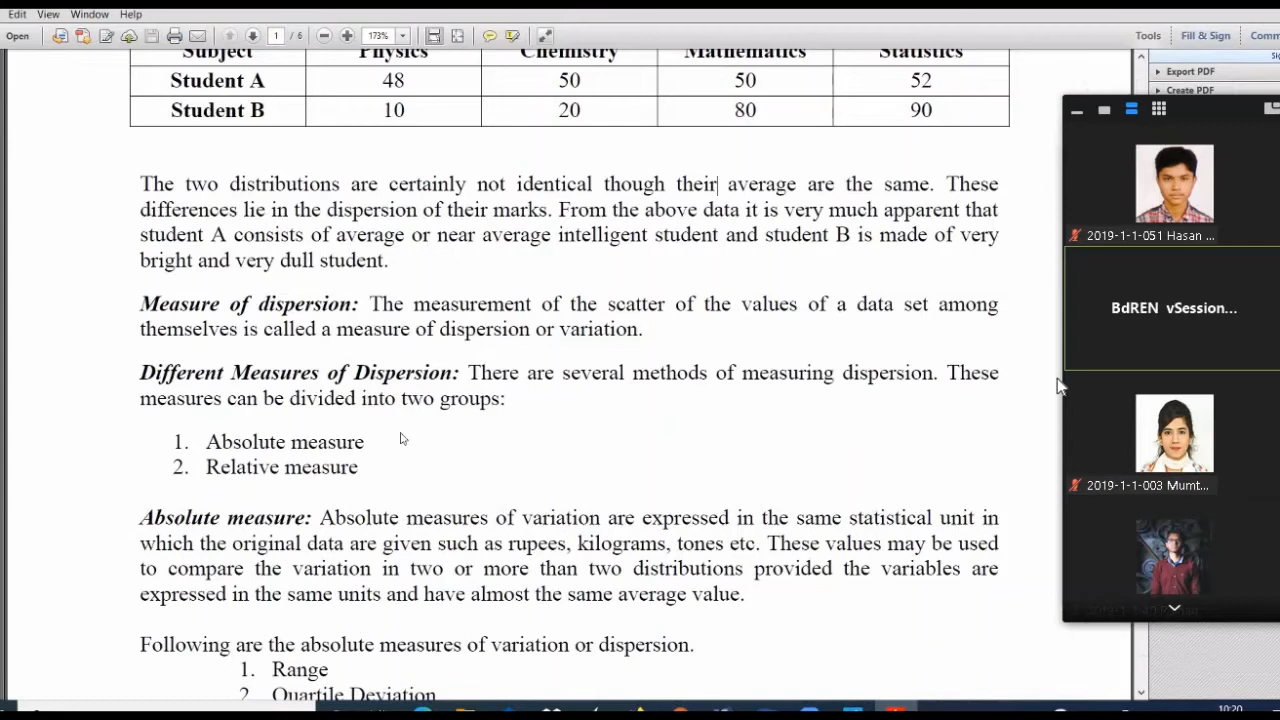 Edit View Window Help
Open 1 / 6 173% Tools Fill & Sign
Subject Physics Chemistry Mathematics Statistics
Student A 48 50 50 52
Student B 10 20 80 90
Export PDF
Create PDF
The two distributions are certainly not identical though their average are the same. These
differences lie in the dispersion of their marks. From the above data it is very much apparent that
student A consists of average or near average intelligent student and student B is made of very
bright and very dull student.
Measure of dispersion: The measurement of the scatter of the values of a data set among
themselves is called a measure of dispersion or variation.
Different Measures of Dispersion: There are several methods of measuring dispersion. These
measures can be divided into two groups:
1. Absolute measure
2. Relative measure
Absolute measure: Absolute measures of variation are expressed in the same statistical unit in
which the original data are given such as rupees, kilograms, tones etc. These values may be used
to compare the variation in two or more than two distributions provided the variables are
expressed in the same units and have almost the same average value.
Following are the absolute measures of variation or dispersion.
1. Range
2. Quartile Deviation
2019-1-1-051 Hasan ...
BdREN vSession...
2019-1-1-003 Mumt...
10:20